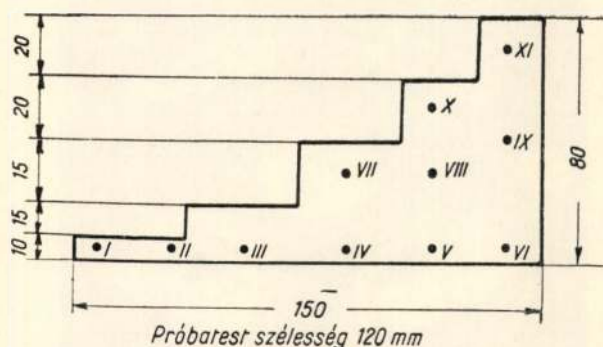 20
XI
20
X
IX
80
15
VII
VIII
15
10
I
II
III
IV
V
VI
150
Próbatest szélesség 120 mm